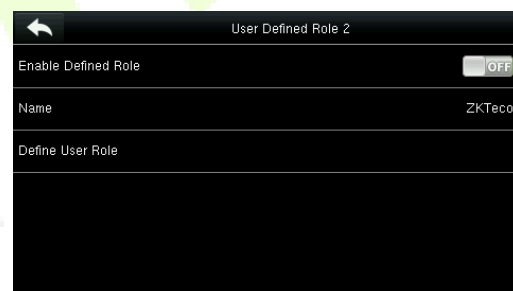 User Defined Role 2
Enable Defined Role OFF
Name ZKTeco
Define User Role